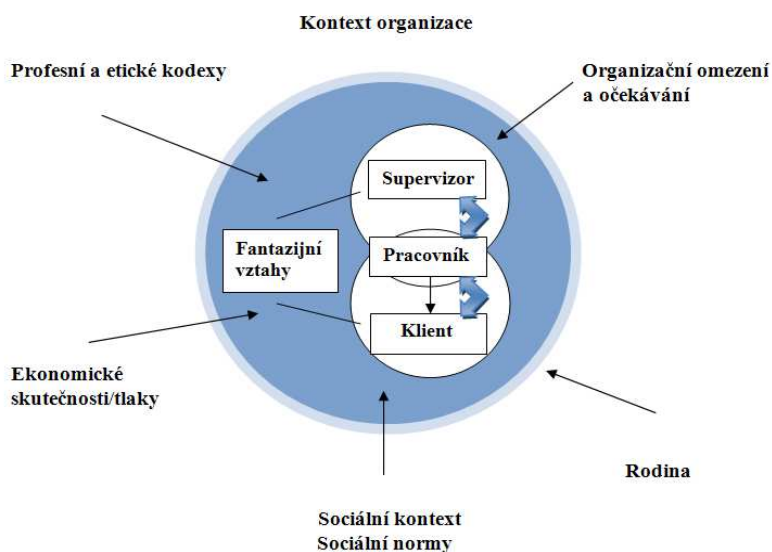 Kontext organizace
Profesní a etické kodexy
Organizační omezení
a očekávání
Supervizor
Fantazijní
vztahy
Pracovník
Klient
Ekonomické
skutečnosti/tlaky
Rodina
Sociální kontext
Sociální normy